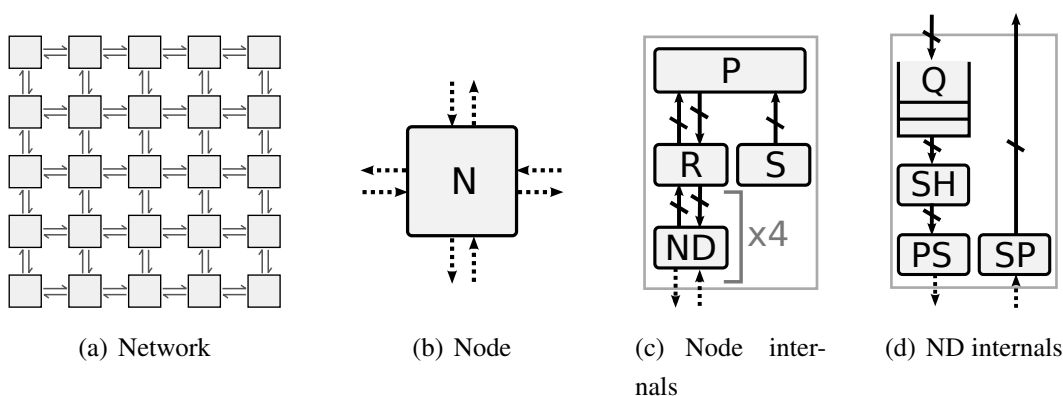 N
P
R
S
ND
x4
Q
SH
PS
SP
(a) Network
(b) Node
(c) Node inter-
nals
(d) ND internals